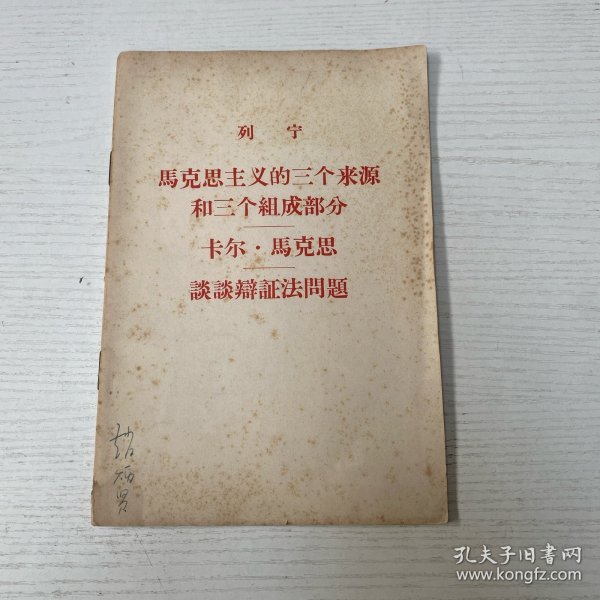 列 宁
馬克思主义的三个来源
和三个組成部分
卡尔·馬克思
談談辯証法問題
孔夫子旧書网
www.kongfz.com